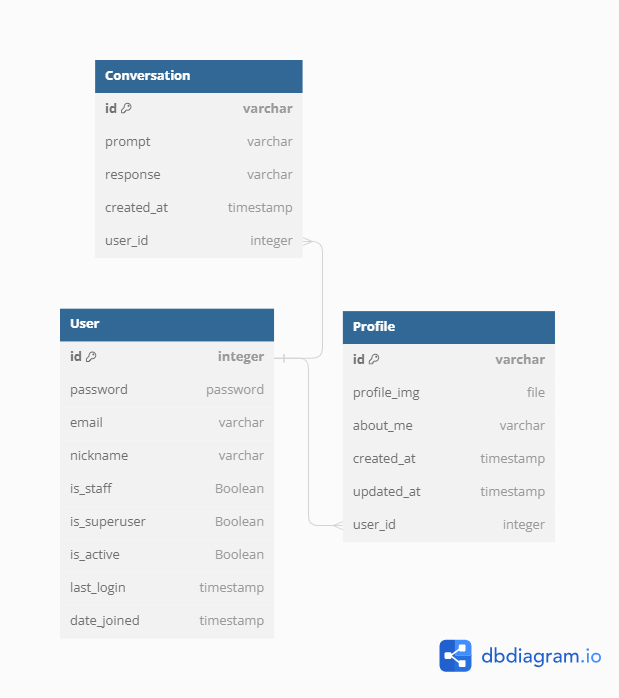 Conversation
id varchar
prompt varchar
response varchar
created_at timestamp
user_id integer
User
id integer
password password
email varchar
nickname varchar
is_staff Boolean
is_superuser Boolean
is_active Boolean
last_login timestamp
date_joined timestamp
Profile
id varchar
profile_img file
about_me varchar
created_at timestamp
updated_at timestamp
user_id integer
dbdiagram.io